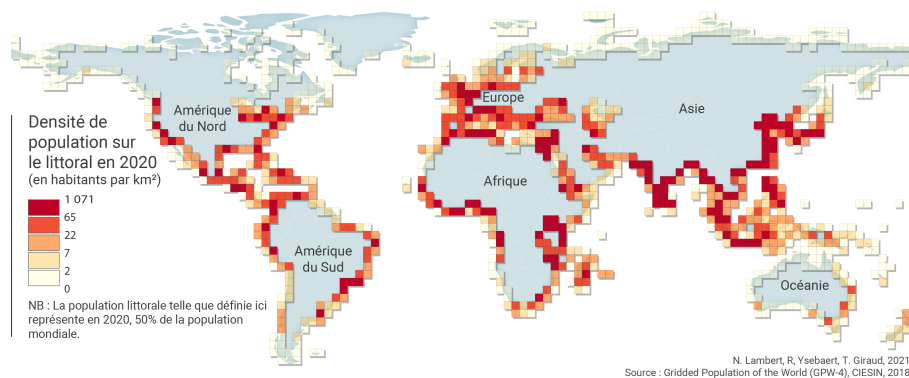 Amérique
du Nord
Europe
Asie
Afrique
Amérique
du Sud
Océanie
Densité de
population sur
le littoral en 2020
(en habitants par km²)
1 071
65
22
7
2
0
NB : La population littorale telle que définie ici
représente en 2020, 50% de la population
mondiale.
N. Lambert, R, Ysebaert, T. Giraud, 2021
Source : Gridded Population of the World (GPW-4), CIESIN, 2018